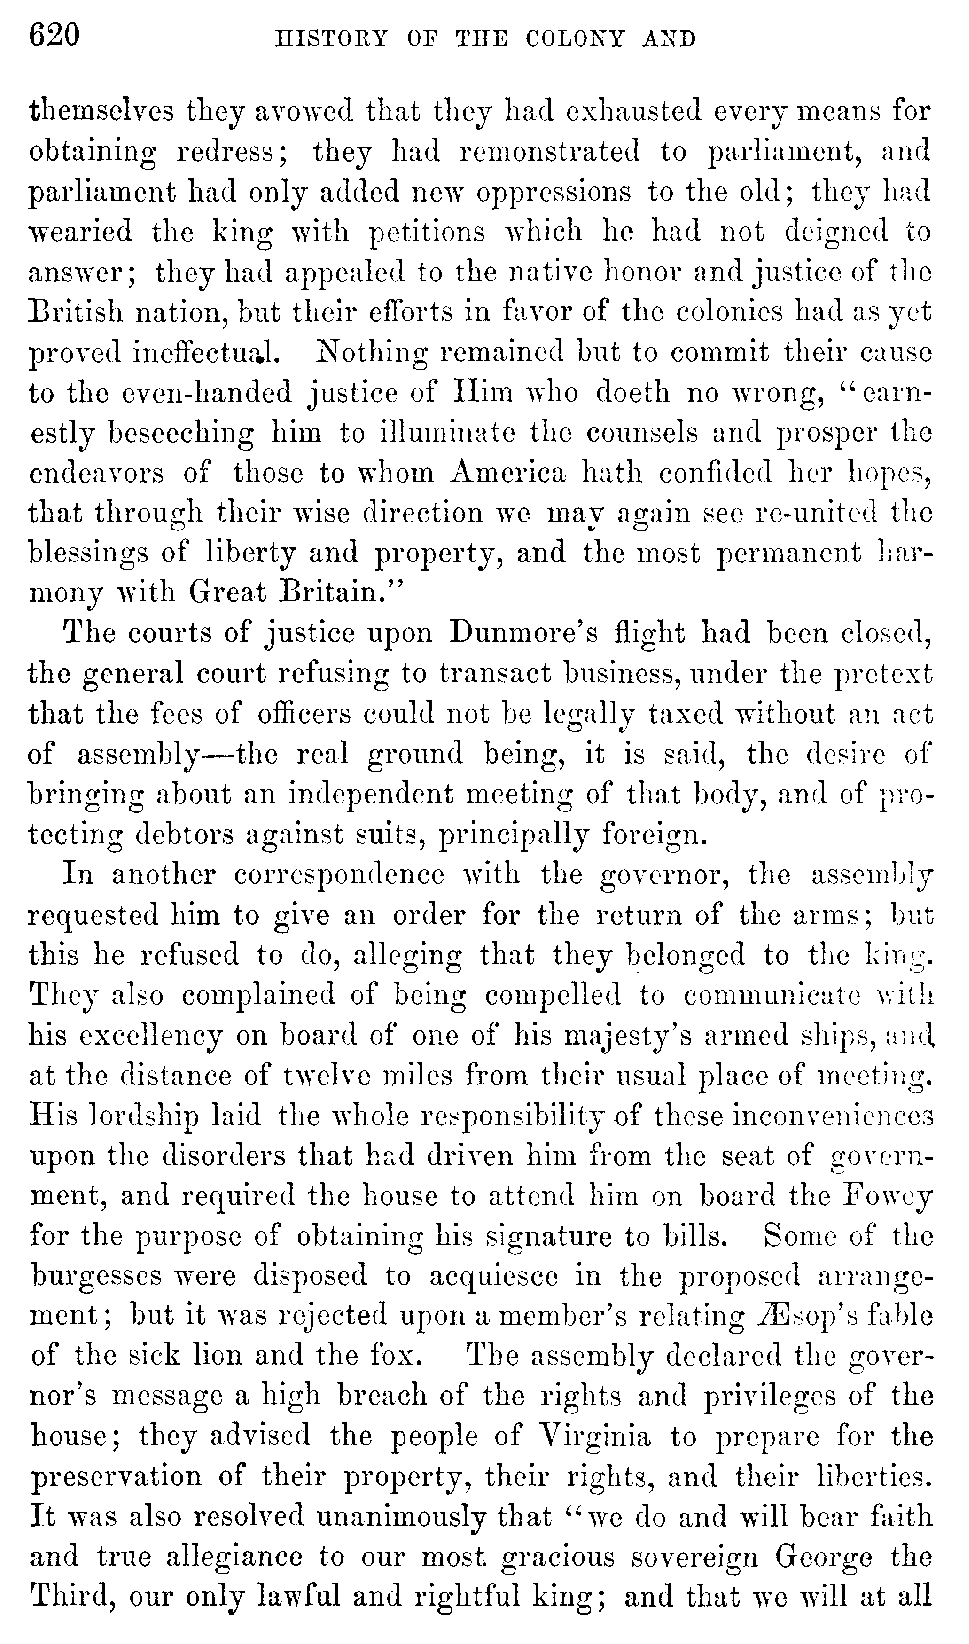 620 HISTORY OF THE COLONY AND
themselves they avowed that they had exhausted every means for
obtaining redress; they had remonstrated to parliament, and
parliament had only added new oppressions to the old; they had
wearied the king with petitions which he had not deigned to
answer; they had appealed to the native honor and justice of the
British nation, but their efforts in favor of the colonies had as yet
proved ineffectual. Nothing remained but to commit their cause
to the even-handed justice of Him who doeth no wrong, "earn-
estly beseeching him to illuminate the counsels and prosper the
endeavors of those to whom America hath confided her hopes,
that through their wise direction we may again see re-united the
blessings of liberty and property, and the most permanent har-
mony with Great Britain."
The courts of justice upon Dunmore's flight had been closed,
the general court refusing to transact business, under the pretext
that the fees of officers could not be legally taxed without an act
of assembly—the real ground being, it is said, the desire of
bringing about an independent meeting of that body, and of pro-
tecting debtors against suits, principally foreign.
In another correspondence with the governor, the assembly
requested him to give an order for the return of the arms; but
this he refused to do, alleging that they belonged to the king.
They also complained of being compelled to communicate with
his excellency on board of one of his majesty's armed ships, and
at the distance of twelve miles from their usual place of meeting.
His lordship laid the whole responsibility of these inconveniences
upon the disorders that had driven him from the seat of govern-
ment, and required the house to attend him on board the Fowey
for the purpose of obtaining his signature to bills. Some of the
burgesses were disposed to acquiesce in the proposed arrange-
ment; but it was rejected upon a member's relating Æsop's fable
of the sick lion and the fox. The assembly declared the gover-
nor's message a high breach of the rights and privileges of the
house; they advised the people of Virginia to prepare for the
preservation of their property, their rights, and their liberties.
It was also resolved unanimously that "we do and will bear faith
and true allegiance to our most gracious sovereign George the
Third, our only lawful and rightful king; and that we will at all